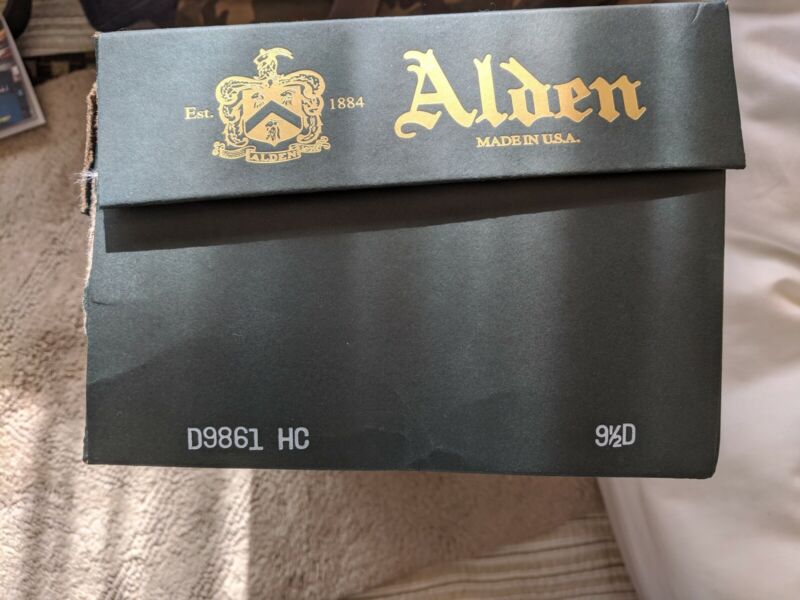 Est. 1884
ALDEN
Alden
MADE IN U.S.A.
D9861 HC
9½D